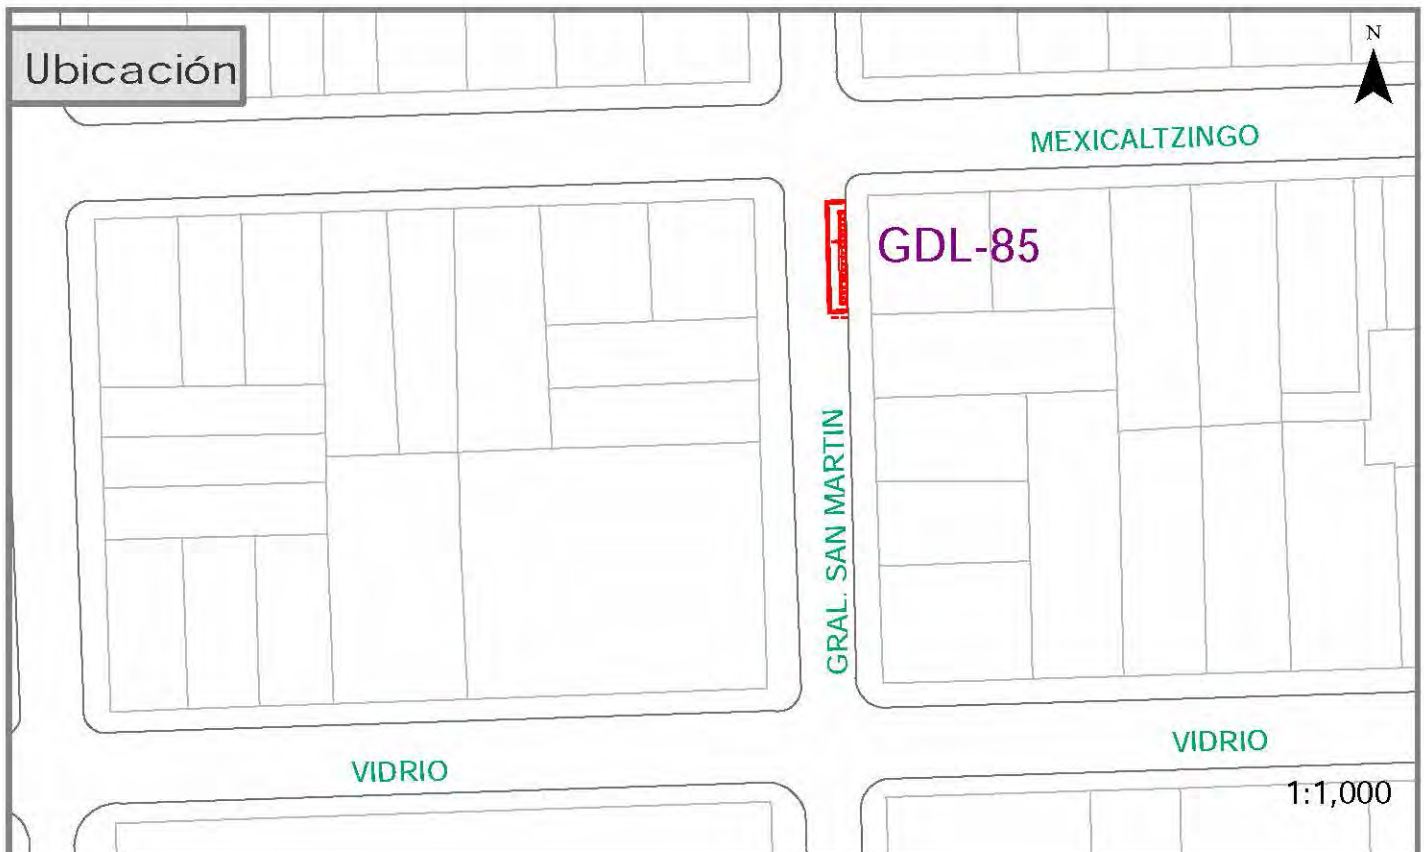 Ubicación
N
MEXICALTZINGO
GDL-85
GRAL. SAN MARTIN
VIDRIO
VIDRIO
1:1,000